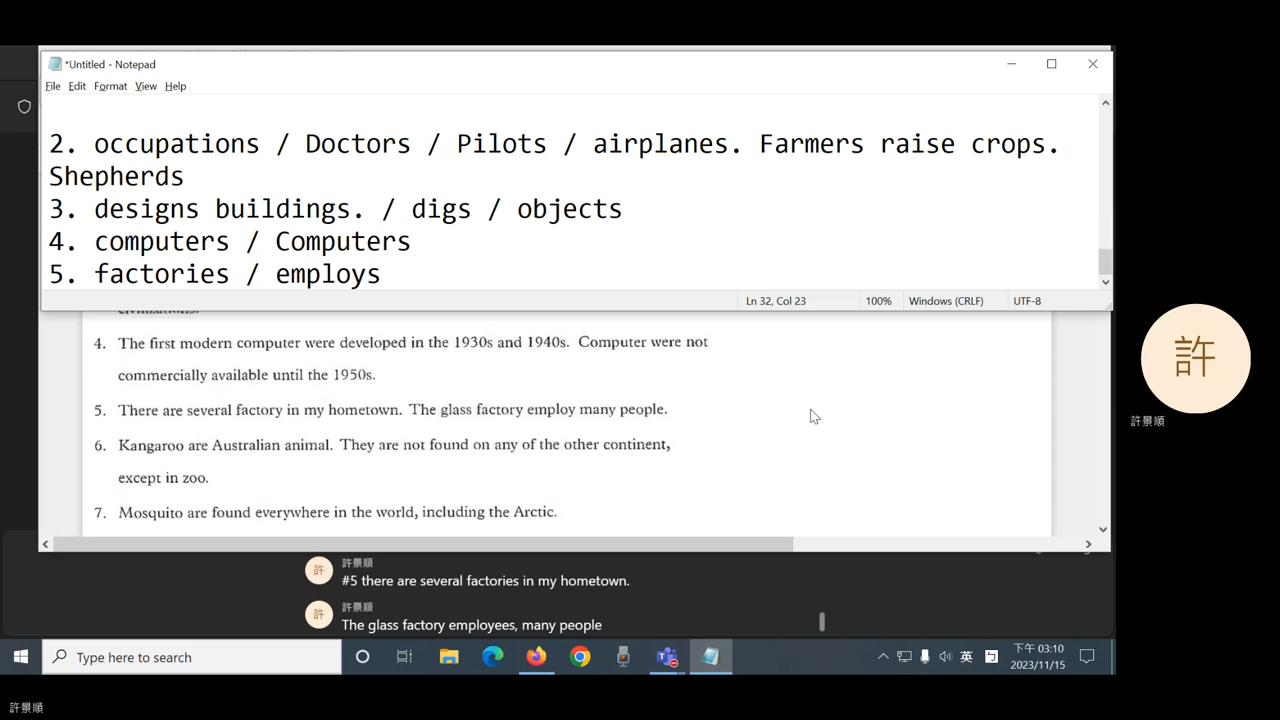 *Untitled - Notepad
File Edit Format View Help
2. occupations / Doctors / Pilots / airplanes. Farmers raise crops.
Shepherds
3. designs buildings. / digs / objects
4. computers / Computers
5. factories / employs
Ln 32, Col 23 100% Windows (CRLF) UTF-8
civilizations.
4. The first modern computer were developed in the 1930s and 1940s. Computer were not
commercially available until the 1950s.
5. There are several factory in my hometown. The glass factory employ many people.
6. Kangaroo are Australian animal. They are not found on any of the other continent,
except in zoo.
7. Mosquito are found everywhere in the world, including the Arctic.
許
許景順
許 許景順
#5 there are several factories in my hometown.
許 許景順
The glass factory employees, many people
Type here to search
英
下午 03:10
2023/11/15
許景順